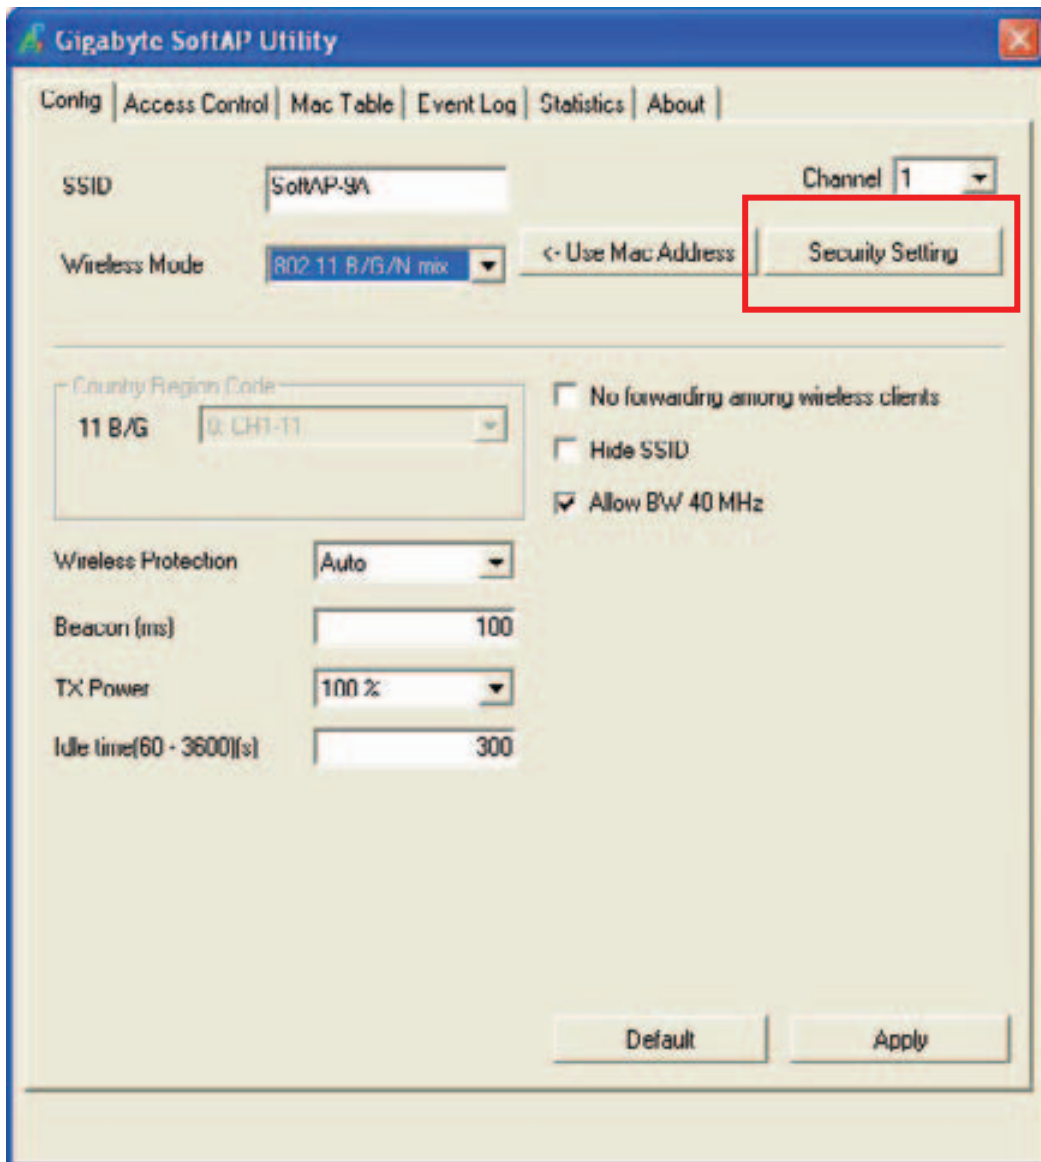 Gigabyte SoftAP Utility
Config Access Control Mac Table Event Log Statistics About
SSID SoftAP-9A Channel 1
Wireless Mode 802.11 B/G/N mix <- Use Mac Address Security Setting
Country Region Code
11 B/G 0: CH1-11
No forwarding among wireless clients
Hide SSID
Allow BW 40 MHz
Wireless Protection Auto
Beacon (ms) 100
TX Power 100 %
Idle time(60 - 3600)(s) 300
Default Apply